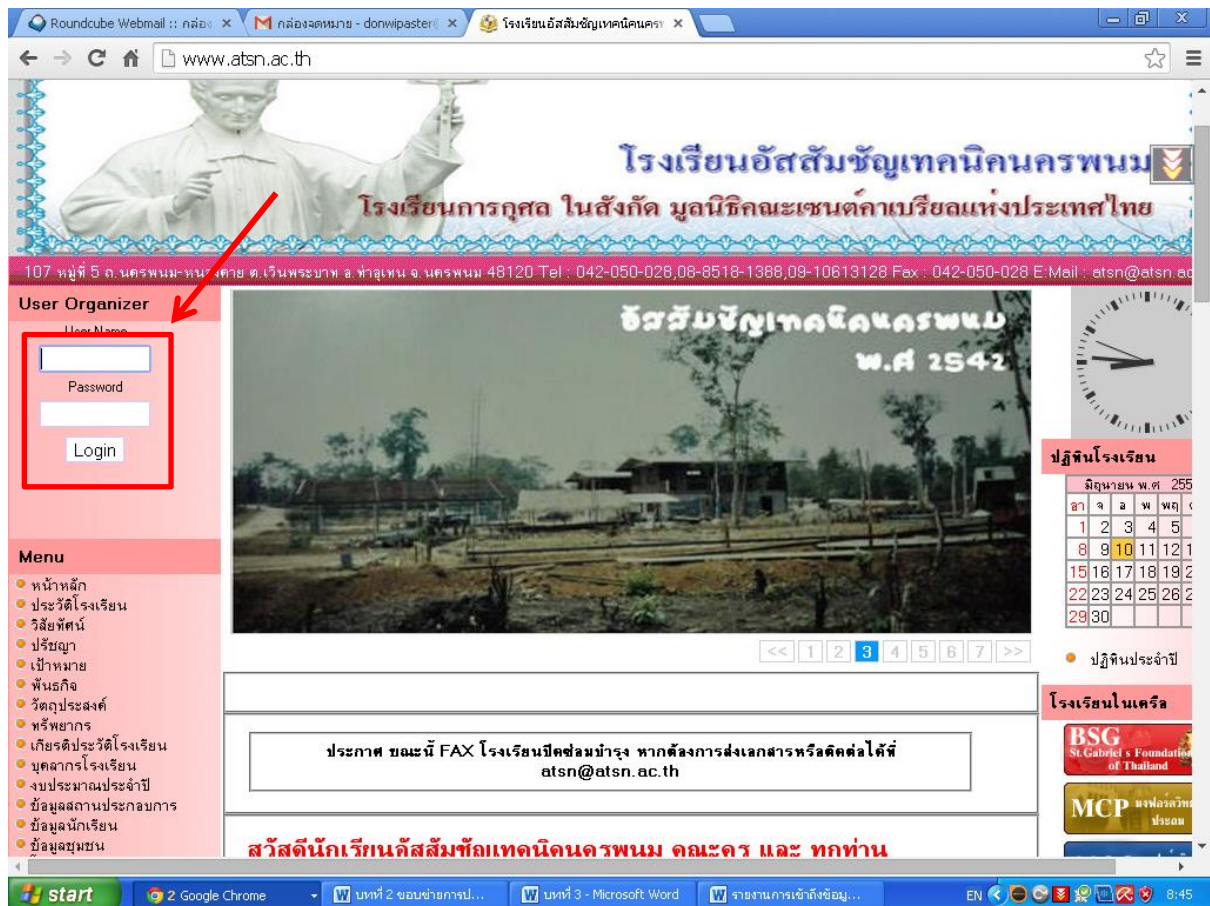 Roundcube Webmail :: กล่อง
กล่องจดหมาย - donwipaster@
โรงเรียนอัสสัมชัญเทคนิคนคร
www.atsn.ac.th
โรงเรียนอัสสัมชัญเทคนิคนครพนม
โรงเรียนการกุศล ในสังกัด มูลนิธิคณะเซนต์คาเบรียลแห่งประเทศไทย
107 หมู่ที่ 5 ถ.นครพนม-หนองคาย ต.เวินพระบาท อ.ท่าอุเทน จ.นครพนม 48120 Tel : 042-050-028,08-8518-1388,09-10613128 Fax : 042-050-028 E:Mail : atsn@atsn.ac
User Organizer
User Name
Password
Login
อัสสัมชัญเทคนิคนครพนม
พ.ศ 2542
<< 1 2 3 4 5 6 7 >>
Menu
หน้าหลัก
ประวัติโรงเรียน
วิสัยทัศน์
ปรัชญา
เป้าหมาย
พันธกิจ
วัตถุประสงค์
ทรัพยากร
เกียรติประวัติโรงเรียน
บุคลากรโรงเรียน
งบประมาณประจำปี
ข้อมูลสถานประกอบการ
ข้อมูลนักเรียน
ข้อมูลชุมชน
ประกาศ ขณะนี้ FAX โรงเรียนปิดซ่อมบำรุง หากต้องการส่งเอกสารหรือติดต่อได้ที่
atsn@atsn.ac.th
สวัสดีนักเรียนอัสสัมชัญเทคนิคนครพนม คณะครู และ ทุกท่าน
ปฏิทินโรงเรียน
มิถุนายน พ.ศ 255
อา จ อ พ พฤ
1 2 3 4 5
8 9 10 11 12 1
15 16 17 18 19 2
22 23 24 25 26 2
29 30
ปฏิทินประจำปี
โรงเรียนในเครือ
BSG
St.Gabriel s Foundation
of Thailand
MCP มงฟอร์ตวิท
ประถม
start
2 Google Chrome
บทที่ 2 ขอบข่ายการป...
บทที่ 3 - Microsoft Word
รายงานการเข้าถึงข้อมู...
EN
8:45